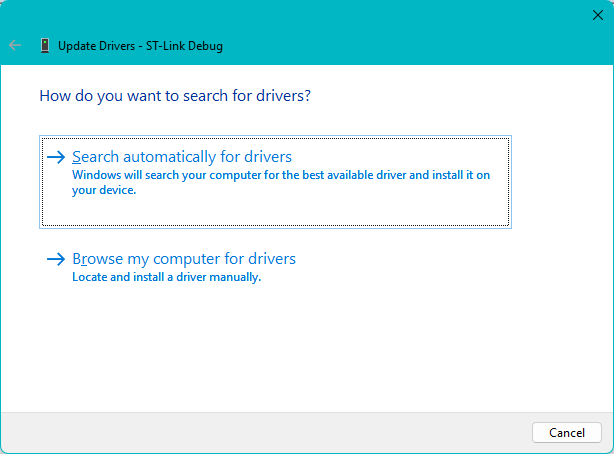 Update Drivers - ST-Link Debug
How do you want to search for drivers?
Search automatically for drivers
Windows will search your computer for the best available driver and install it on
your device.
Browse my computer for drivers
Locate and install a driver manually.
Cancel